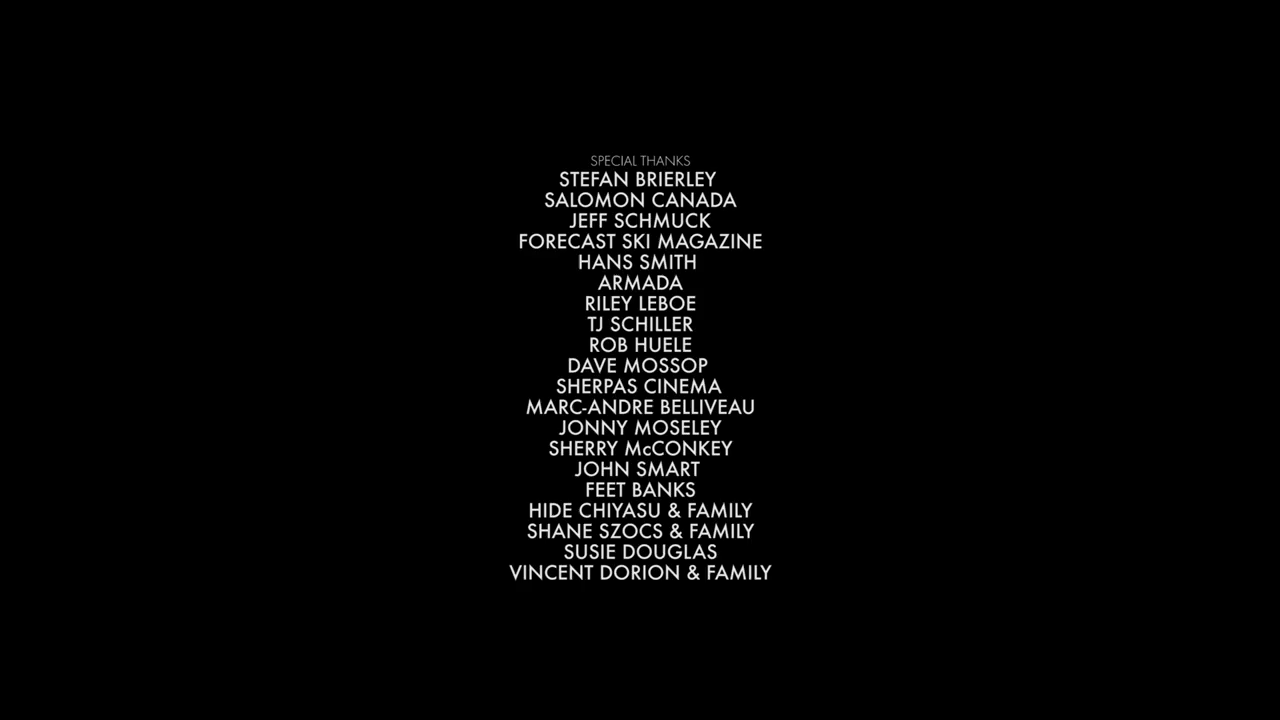 SPECIAL THANKS
STEFAN BRIERLEY
SALOMON CANADA
JEFF SCHMUCK
FORECAST SKI MAGAZINE
HANS SMITH
ARMADA
RILEY LEBOE
TJ SCHILLER
ROB HUELE
DAVE MOSSOP
SHERPAS CINEMA
MARC-ANDRE BELLIVEAU
JONNY MOSELEY
SHERRY McCONKEY
JOHN SMART
FEET BANKS
HIDE CHIYASU & FAMILY
SHANE SZOCS & FAMILY
SUSIE DOUGLAS
VINCENT DORION & FAMILY